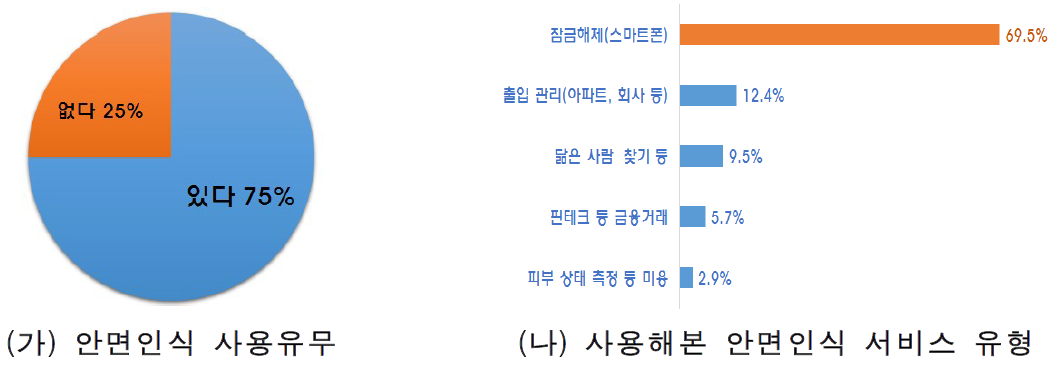 없다 25%
있다 75%
(가) 안면인식 사용유무
잠금해제(스마트폰) 69.5%
출입 관리(아파트, 회사 등) 12.4%
닮은 사람 찾기 등 9.5%
핀테크 등 금융거래 5.7%
피부 상태 측정 등 미용 2.9%
(나) 사용해본 안면인식 서비스 유형